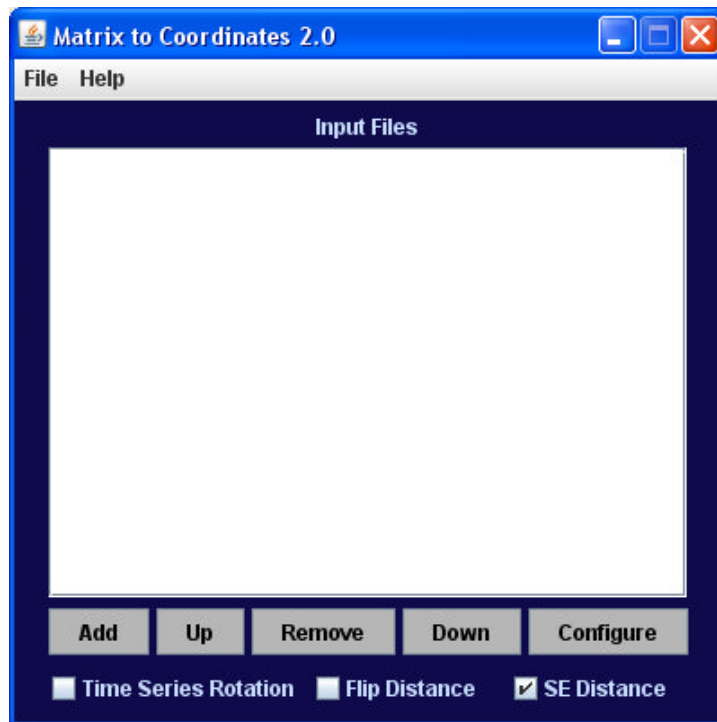 Matrix to Coordinates 2.0
File Help
Input Files
Add Up Remove Down Configure
Time Series Rotation Flip Distance SE Distance